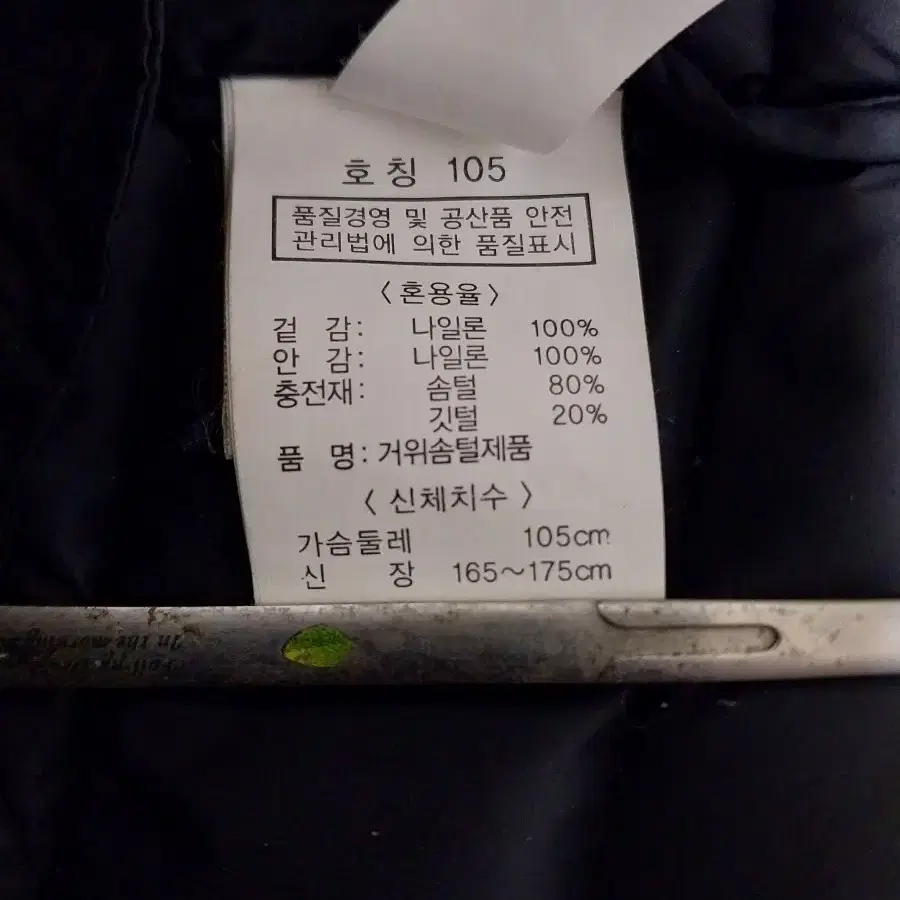 호칭 105
품질경영 및 공산품 안전
관리법에 의한 품질표시
〈혼용율〉
겉 감: 나일론 100%
안 감: 나일론 100%
충전재: 솜털 80%
깃털 20%
품 명: 거위솜털제품
〈신체치수〉
가슴둘레 105cm
신 장 165~175cm
In the morning